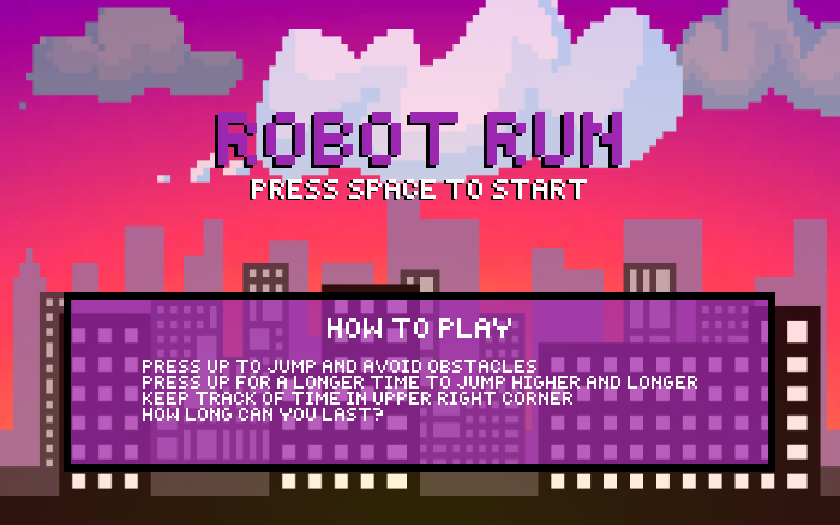 ROBOT RUN
PRESS SPACE TO START
HOW TO PLAY
PRESS UP TO JUMP AND AVOID OBSTACLES
PRESS UP FOR A LONGER TIME TO JUMP HIGHER AND LONGER
KEEP TRACK OF TIME IN UPPER RIGHT CORNER
HOW LONG CAN YOU LAST?